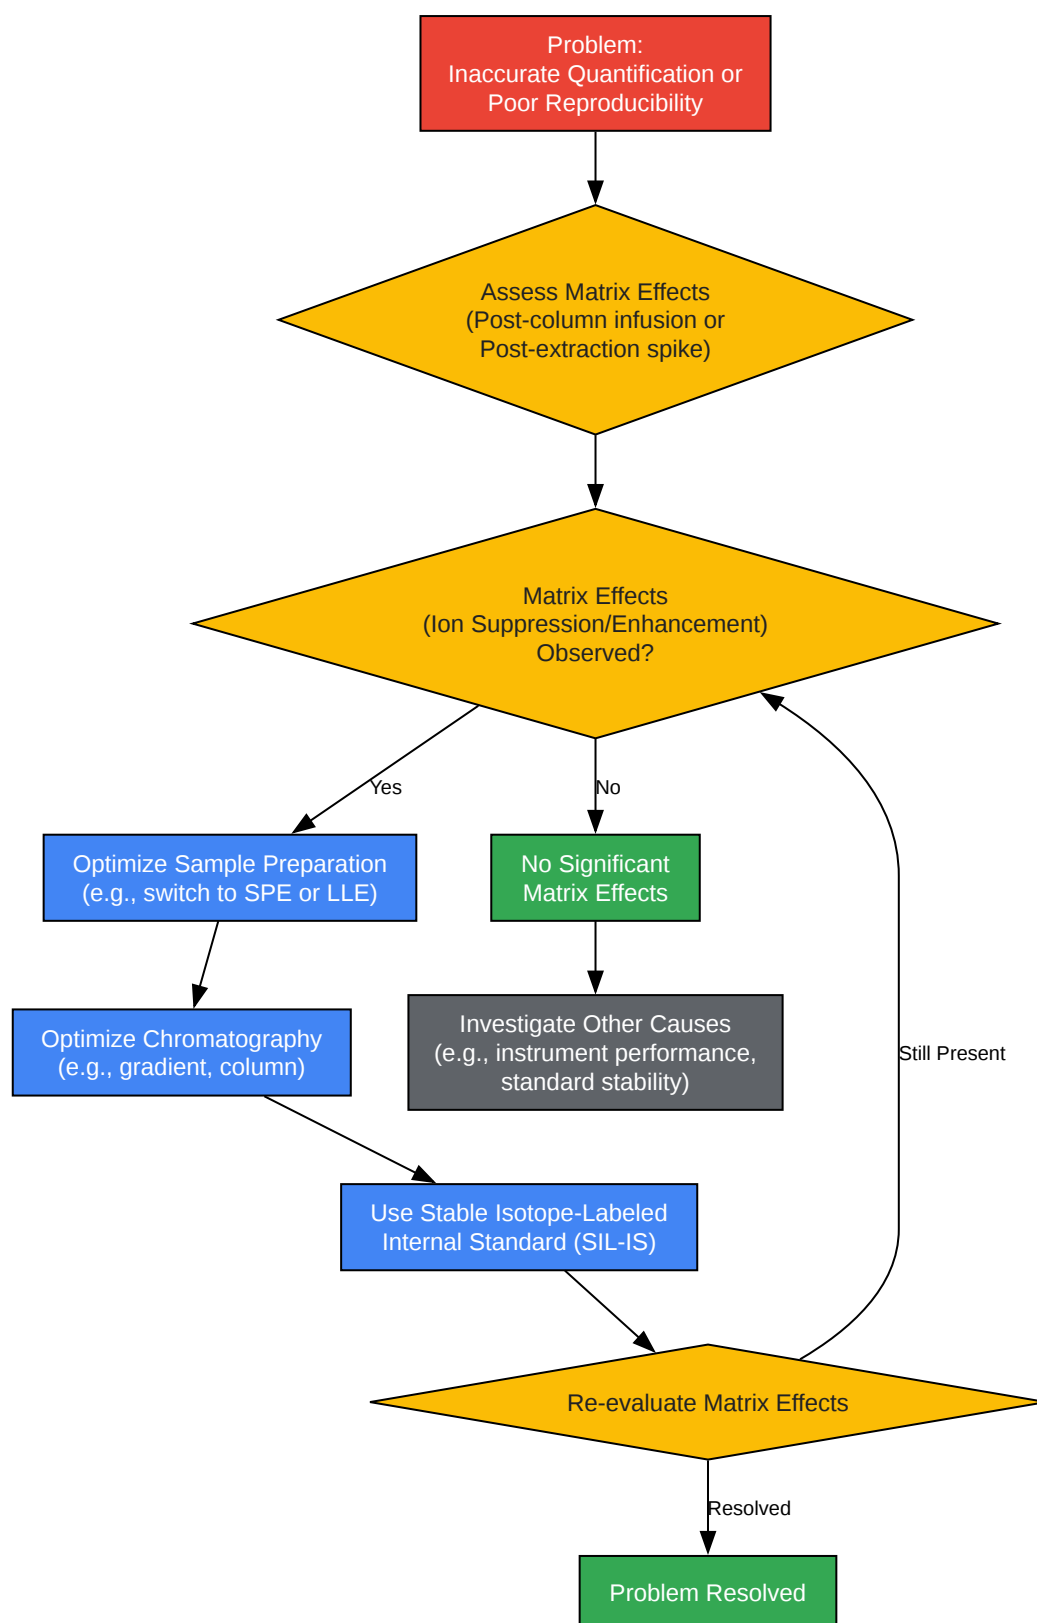 Problem:
Inaccurate Quantification or
Poor Reproducibility
Assess Matrix Effects
(Post-column infusion or
Post-extraction spike)
Matrix Effects
(Ion Suppression/Enhancement)
Observed?
Yes
No
Optimize Sample Preparation
(e.g., switch to SPE or LLE)
No Significant
Matrix Effects
Optimize Chromatography
(e.g., gradient, column)
Investigate Other Causes
(e.g., instrument performance,
standard stability)
Still Present
Use Stable Isotope-Labeled
Internal Standard (SIL-IS)
Re-evaluate Matrix Effects
Resolved
Problem Resolved